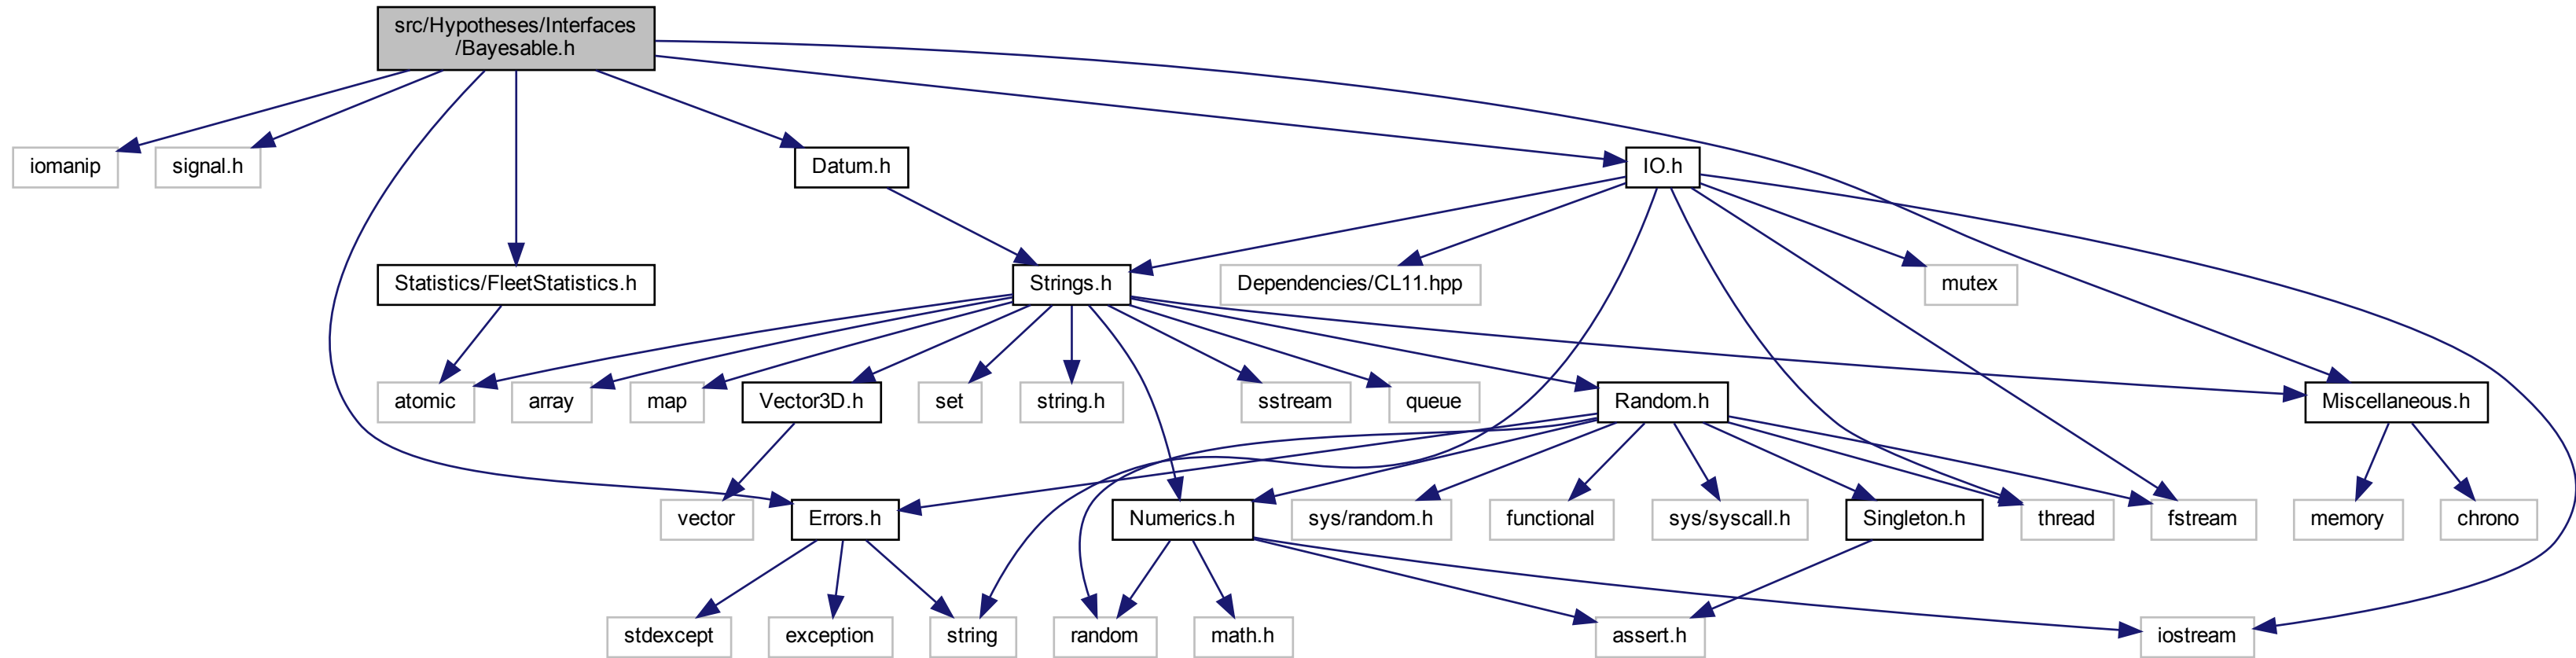 src/Hypotheses/Interfaces
/Bayesable.h
iomanip
signal.h
Datum.h
IO.h
Statistics/FleetStatistics.h
Strings.h
Dependencies/CL11.hpp
mutex
atomic
array
map
Vector3D.h
set
string.h
sstream
queue
Random.h
Miscellaneous.h
vector
Errors.h
Numerics.h
sys/random.h
functional
sys/syscall.h
Singleton.h
thread
fstream
memory
chrono
stdexcept
exception
string
random
math.h
assert.h
iostream